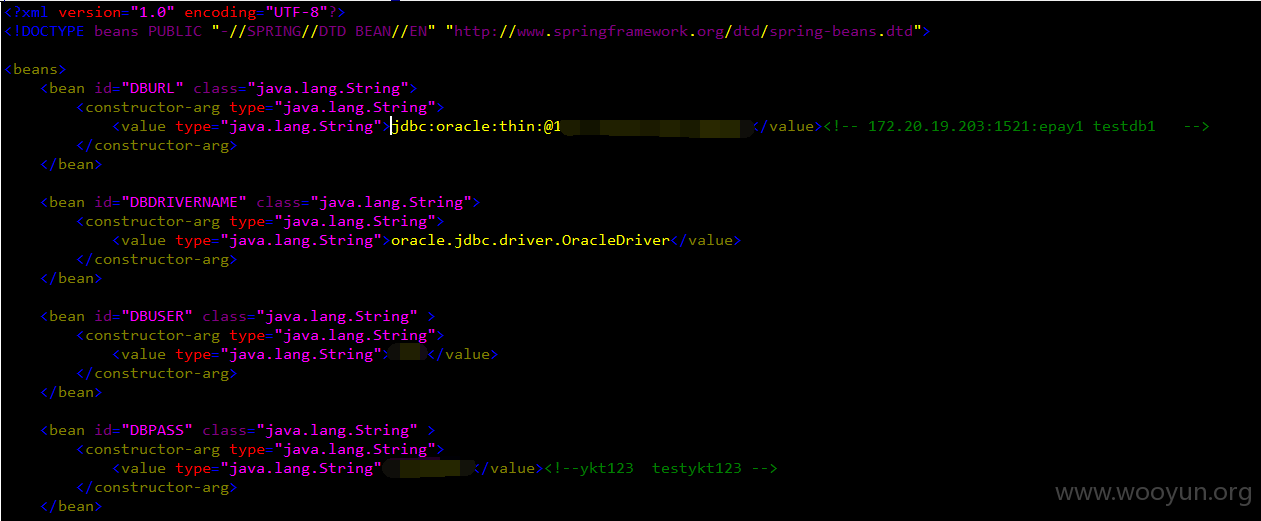 <?xml version="1.0" encoding="UTF-8"?>
<!DOCTYPE beans PUBLIC "-//SPRING//DTD BEAN//EN" "http://www.springframework.org/dtd/spring-beans.dtd">
<beans>
<bean id="DBURL" class="java.lang.String">
<constructor-arg type="java.lang.String">
<value type="java.lang.String">jdbc:oracle:thin:@1 </value><!-- 172.20.19.203:1521:epay1 testdb1 -->
</constructor-arg>
</bean>
<bean id="DBDRIVERNAME" class="java.lang.String">
<constructor-arg type="java.lang.String">
<value type="java.lang.String">oracle.jdbc.driver.OracleDriver</value>
</constructor-arg>
</bean>
<bean id="DBUSER" class="java.lang.String" >
<constructor-arg type="java.lang.String">
<value type="java.lang.String"> </value>
</constructor-arg>
</bean>
<bean id="DBPASS" class="java.lang.String" >
<constructor-arg type="java.lang.String">
<value type="java.lang.String" </value><!--ykt123 testykt123 -->
</constructor-arg>
</bean>
www.wooyun.org